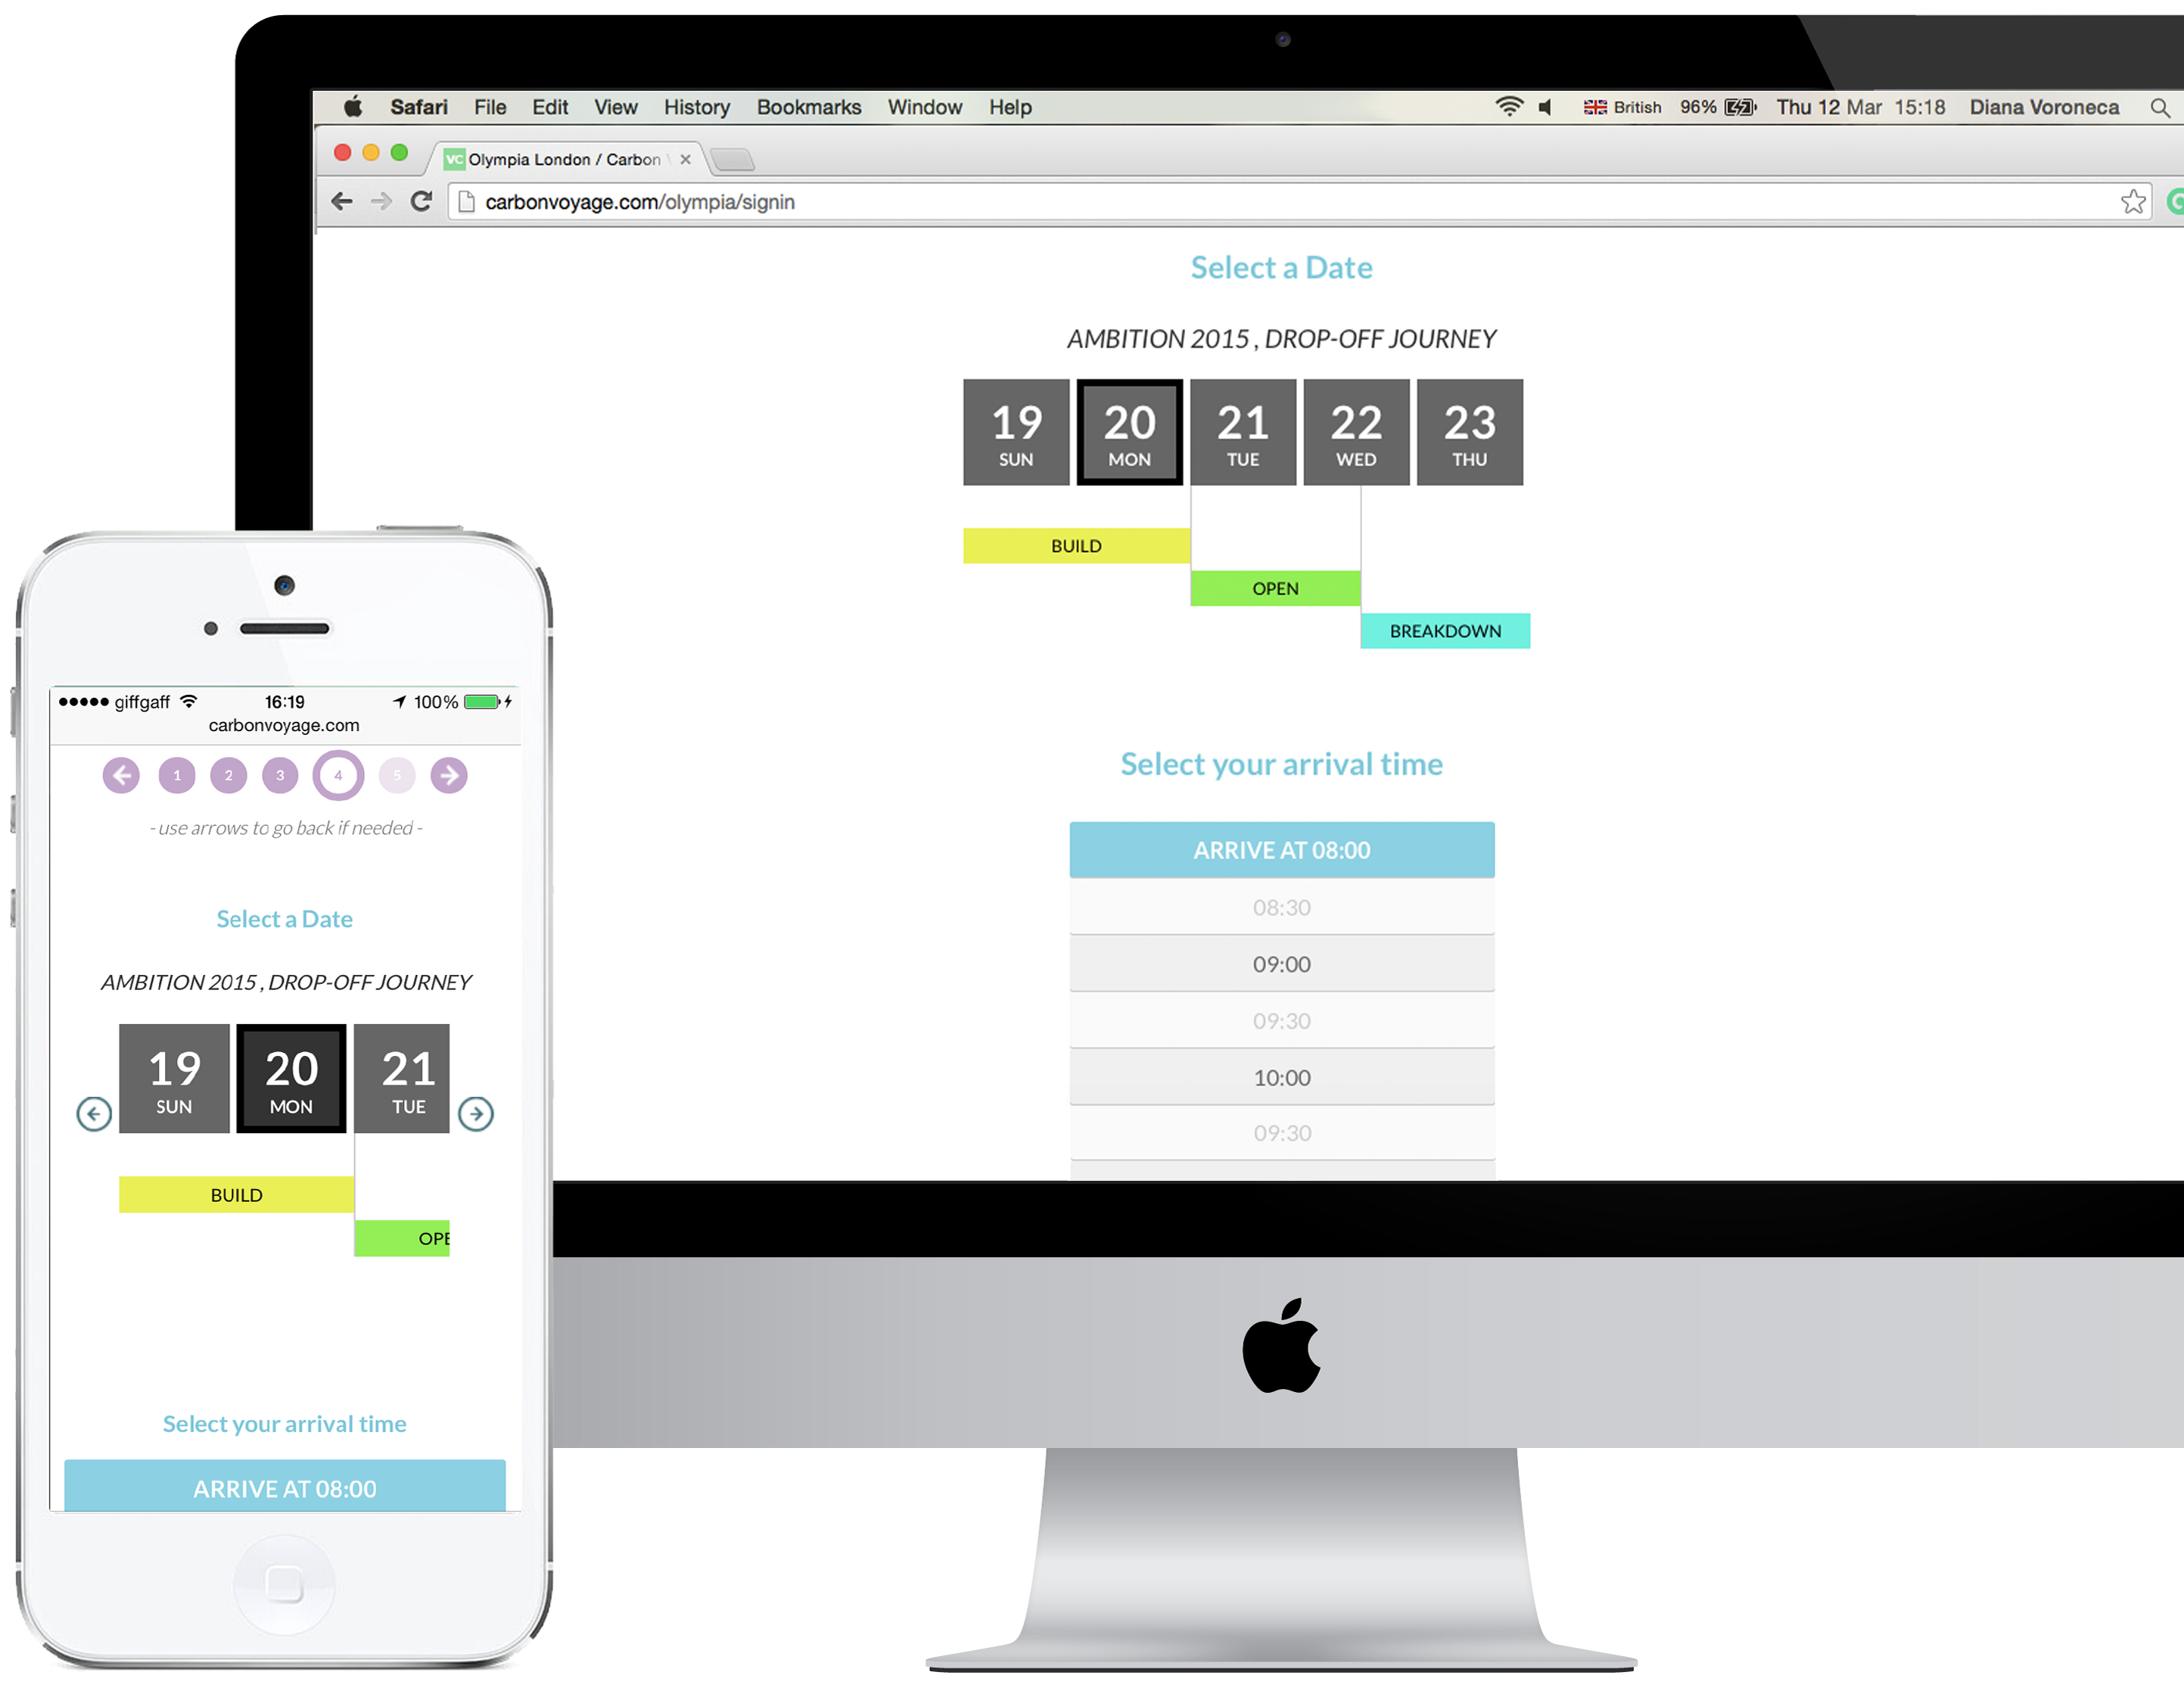 Safari File Edit View History Bookmarks Window Help British 96% Thu 12 Mar 15:18 Diana Voroneca
VC Olympia London / Carbon
carbonvoyage.com/olympia/signin
Select a Date
AMBITION 2015 , DROP-OFF JOURNEY
19 20 21 22 23
SUN MON TUE WED THU
BUILD
OPEN
BREAKDOWN
Select your arrival time
ARRIVE AT 08:00
08:30
09:00
09:30
10:00
09:30
giffgaff 16:19 100%
carbonvoyage.com
1 2 3 4 5
- use arrows to go back if needed -
Select a Date
AMBITION 2015 , DROP-OFF JOURNEY
19 20 21
SUN MON TUE
BUILD
OPE
Select your arrival time
ARRIVE AT 08:00